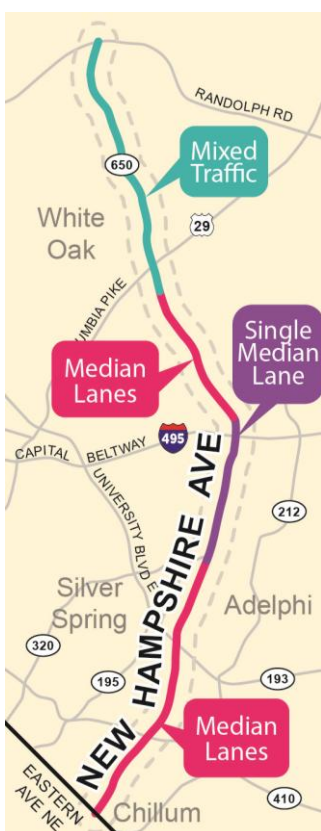 RANDOLPH RD
Mixed
Traffic
650
White
Oak
29
UMBIA PIKE
Single
Median
Lane
Median
Lanes
495
CAPITAL BELTWAY
UNIVERSITY BLVD E
212
NEW HAMPSHIRE AVE
Silver
Spring
Adelphi
320
195
193
Median
Lanes
EASTERN
AVE NE
Chillum
410